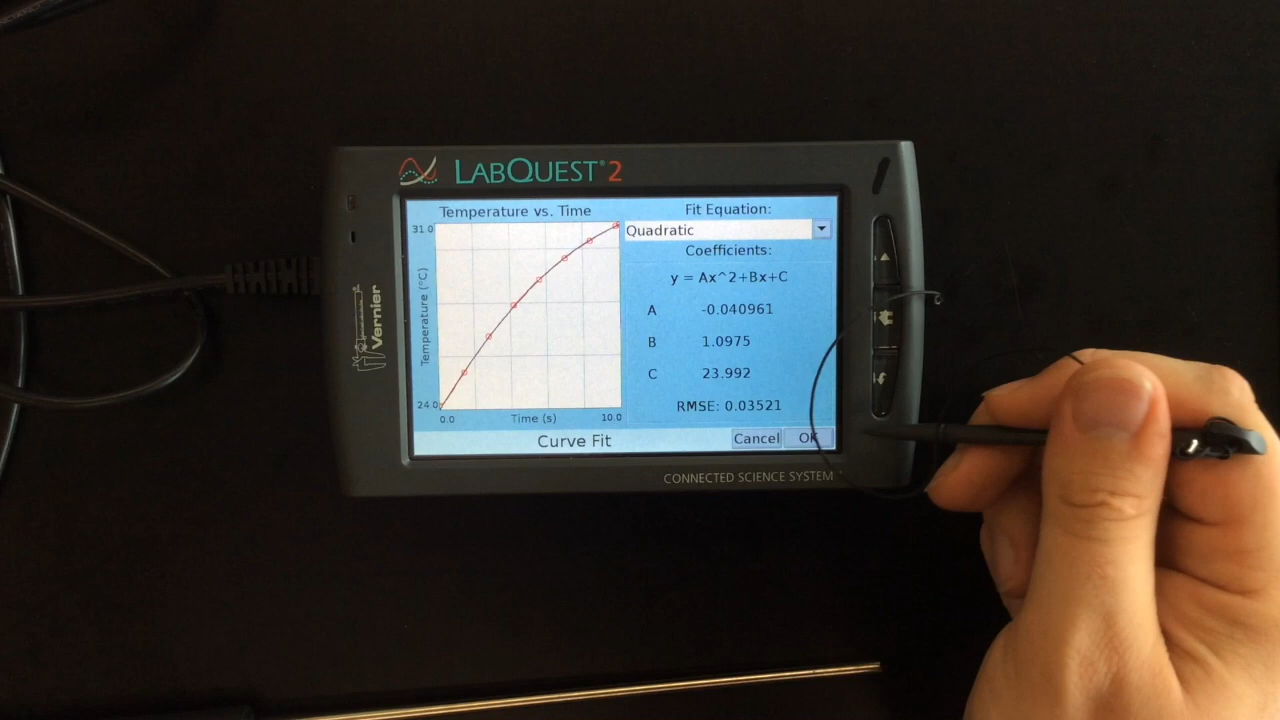 LABQUEST® 2
Temperature vs. Time
31.0
Temperature (°C)
24.0
0.0 Time (s) 10.0
Fit Equation:
Quadratic
Coefficients:
y = Ax^2+Bx+C
A -0.040961
B 1.0975
C 23.992
RMSE: 0.03521
Curve Fit Cancel OK
Vernier
CONNECTED SCIENCE SYSTEM